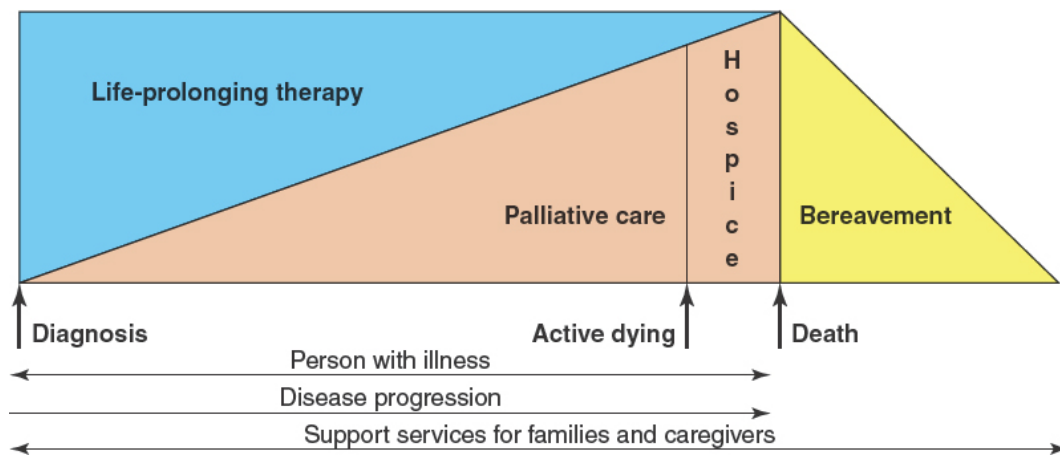 Life-prolonging therapy
Hospice
Palliative care
Bereavement
Diagnosis
Active dying
Death
Person with illness
Disease progression
Support services for families and caregivers